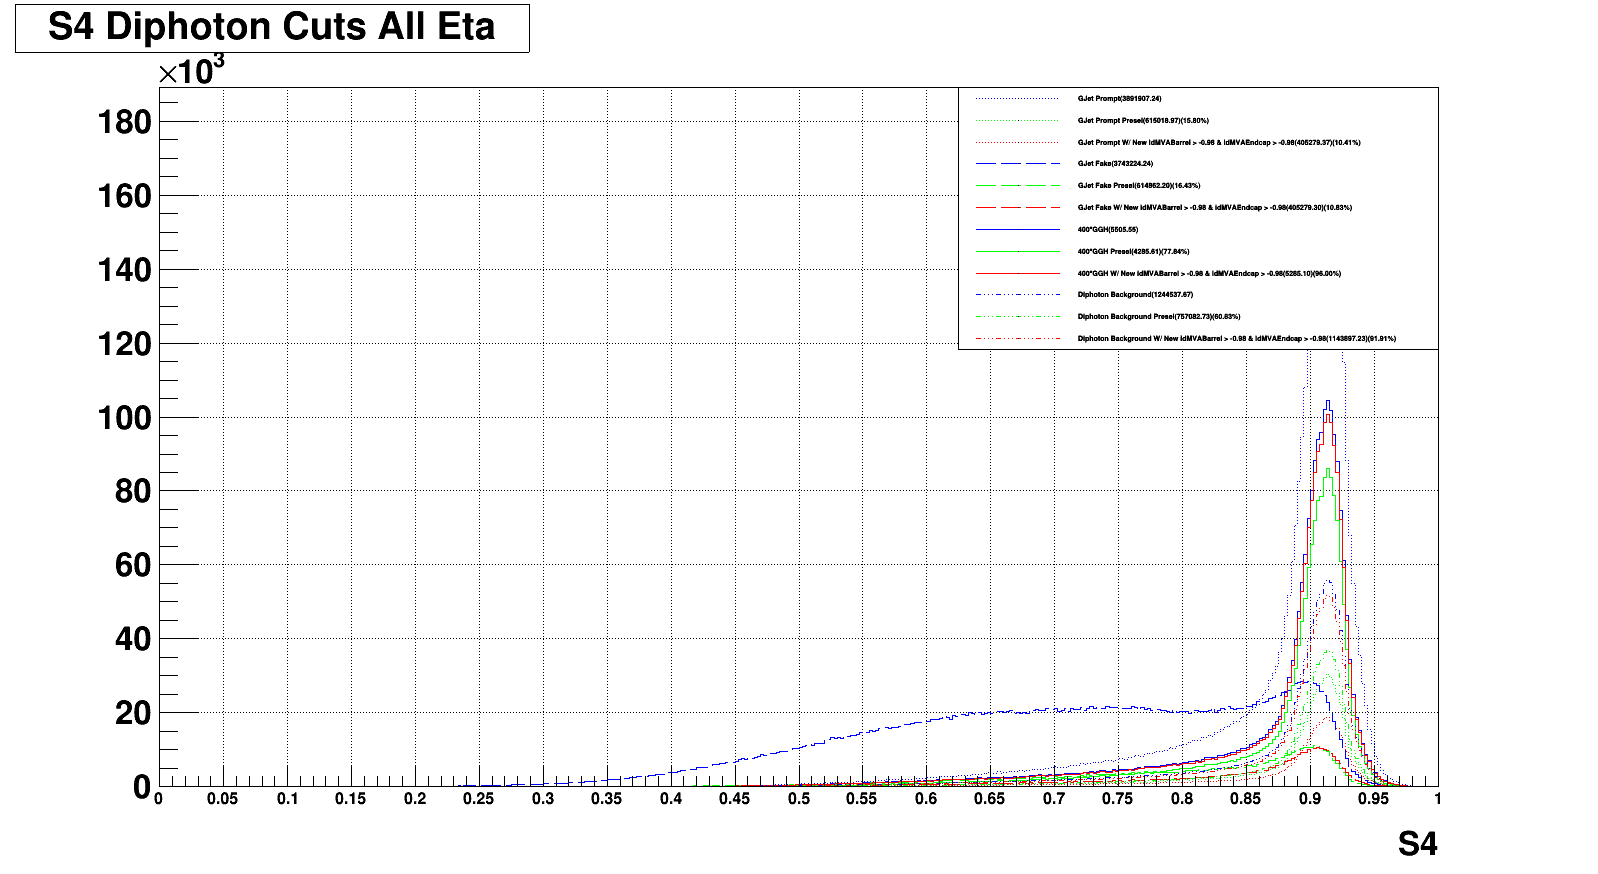 S4 Diphoton Cuts All Eta
×10³
180
160
140
120
100
80
60
40
20
0
GJet Prompt(3891907.24)
GJet Prompt Presel(615018.97)(15.80%)
GJet Prompt W/ New IdMVABarrel > -0.98 & IdMVAEndcap > -0.98(405279.37)(10.41%)
GJet Fake(3743224.24)
GJet Fake Presel(614862.20)(16.43%)
GJet Fake W/ New IdMVABarrel > -0.98 & IdMVAEndcap > -0.98(405279.30)(10.83%)
400*GGH(5505.55)
400*GGH Presel(4285.61)(77.84%)
400*GGH W/ New IdMVABarrel > -0.98 & IdMVAEndcap > -0.98(5285.10)(96.00%)
Diphoton Background(1244537.67)
Diphoton Background Presel(757082.73)(60.83%)
Diphoton Background W/ New IdMVABarrel > -0.98 & IdMVAEndcap > -0.98(1143897.23)(91.91%)
0 0.05 0.1 0.15 0.2 0.25 0.3 0.35 0.4 0.45 0.5 0.55 0.6 0.65 0.7 0.75 0.8 0.85 0.9 0.95 1
S4